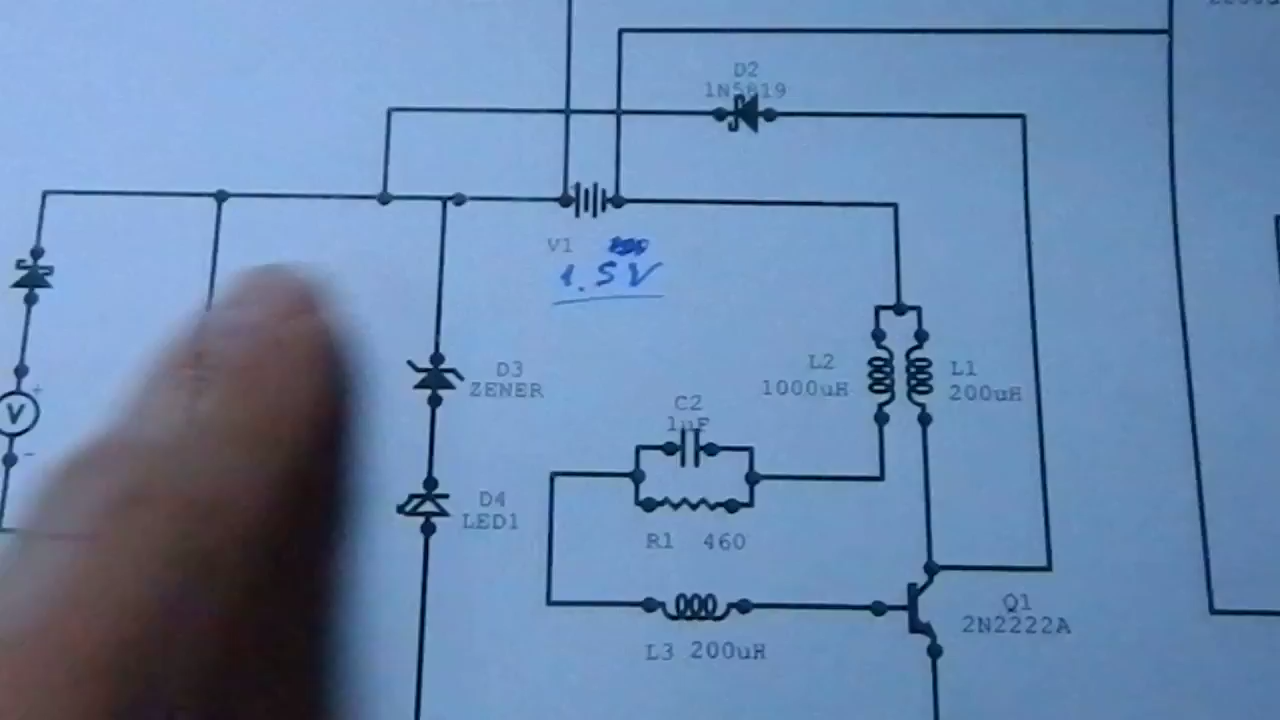 D2
1N5819
V1
1.5V
D3
ZENER
L2
1000uH
L1
200uH
C2
1uF
D4
LED1
R1 460
V
+
-
Q1
2N2222A
L3 200uH